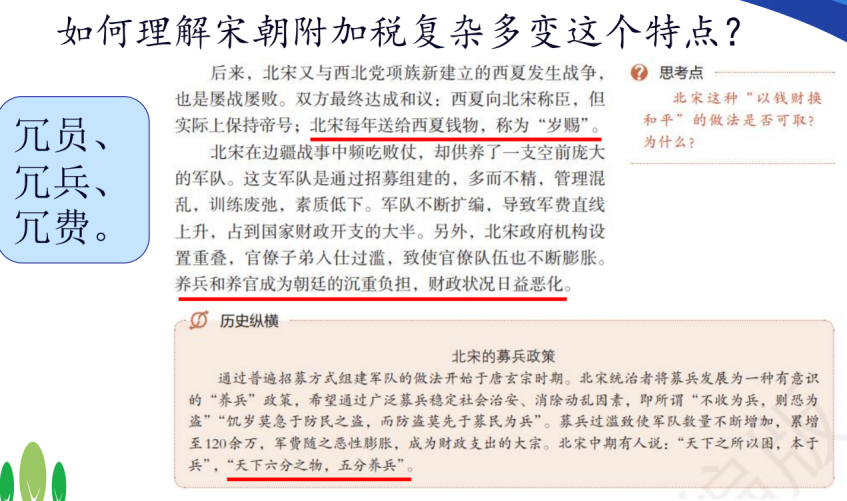 如何理解宋朝附加税复杂多变这个特点？
冗员、
冗兵、
冗费。
后来，北宋又与西北党项族新建立的西夏发生战争，
也是屡战屡败。双方最终达成和议：西夏向北宋称臣，但
实际上保持帝号；北宋每年送给西夏钱物，称为“岁赐”。
北宋在边疆战事中频吃败仗，却供养了一支空前庞大
的军队。这支军队是通过招募组建的，多而不精，管理混
乱，训练废弛，素质低下。军队不断扩编，导致军费直线
上升，占到国家财政开支的大半。另外，北宋政府机构设
置重叠，官僚子弟入仕过滥，致使官僚队伍也不断膨胀。
养兵和养官成为朝廷的沉重负担，财政状况日益恶化。
? 思考点
北宋这种“以钱财换
和平”的做法是否可取？
为什么？
历史纵横
北宋的募兵政策
通过普遍招募方式组建军队的做法开始于唐玄宗时期。北宋统治者将募兵发展为一种有意识
的“养兵”政策，希望通过广泛募兵稳定社会治安、消除动乱因素，即所谓“不收为兵，则恐为
盗”“饥岁莫急于防民之盗，而防盗莫先于募民为兵”。募兵过滥致使军队数量不断增加，累增
至120余万，军费随之恶性膨胀，成为财政支出的大宗。北宋中期有人说：“天下之所以困，本于
兵”，“天下六分之物，五分养兵”。